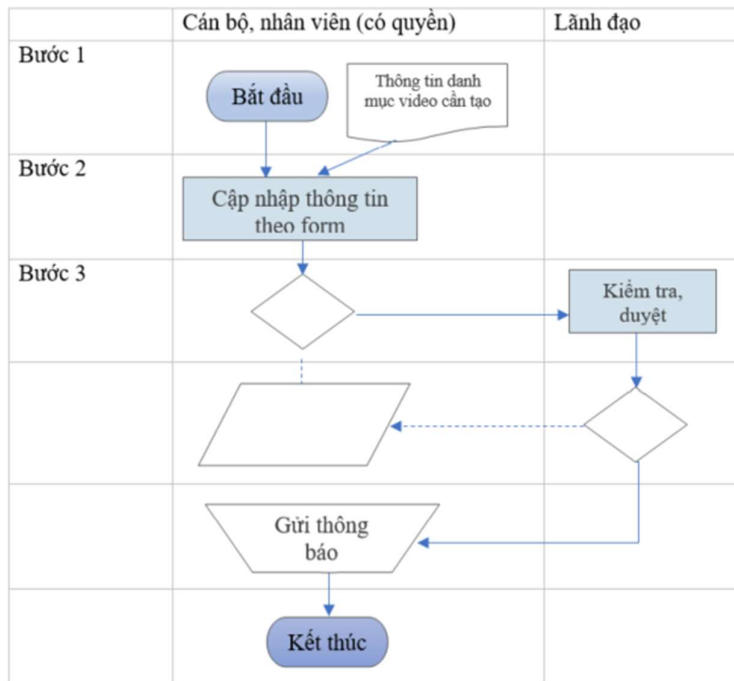 Cán bộ, nhân viên (có quyền)
Lãnh đạo
Bước 1
Bắt đầu
Thông tin danh
mục video cần tạo
Bước 2
Cập nhập thông tin
theo form
Bước 3
Kiểm tra,
duyệt
Gửi thông
báo
Kết thúc